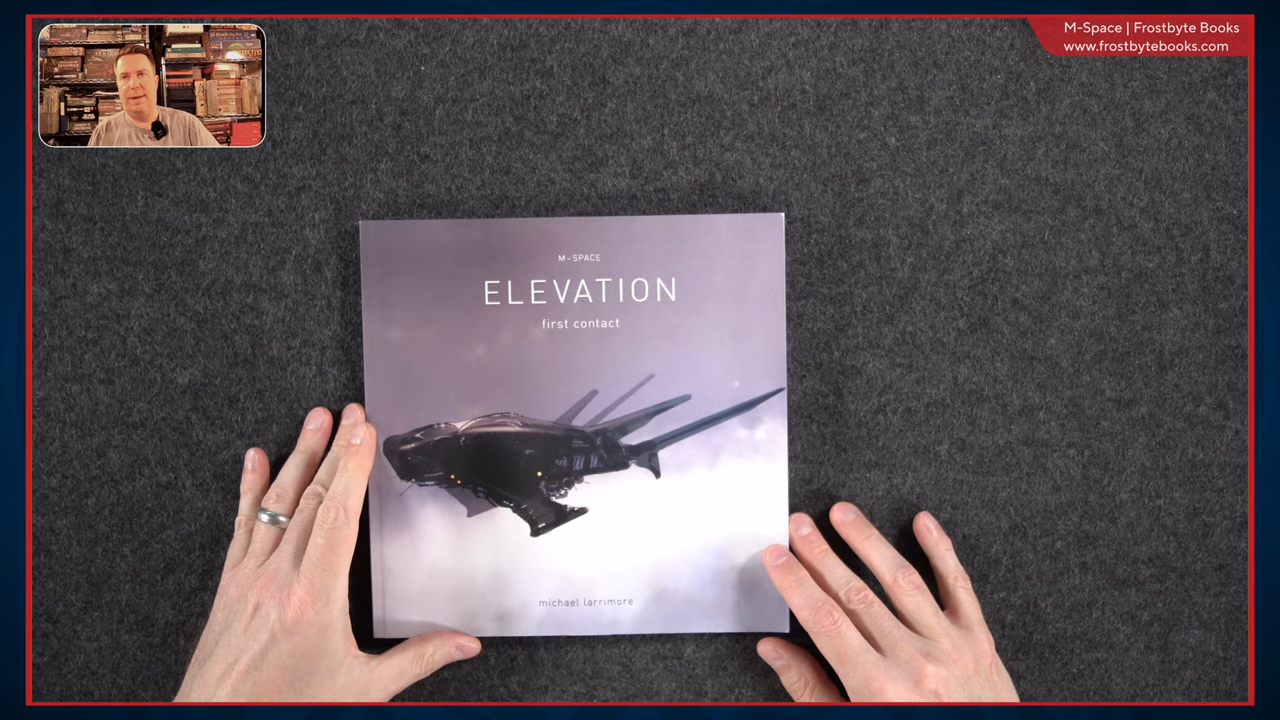 M-Space | Frostbyte Books
www.frostbytebooks.com
M-SPACE
ELEVATION
first contact
michael larrimore